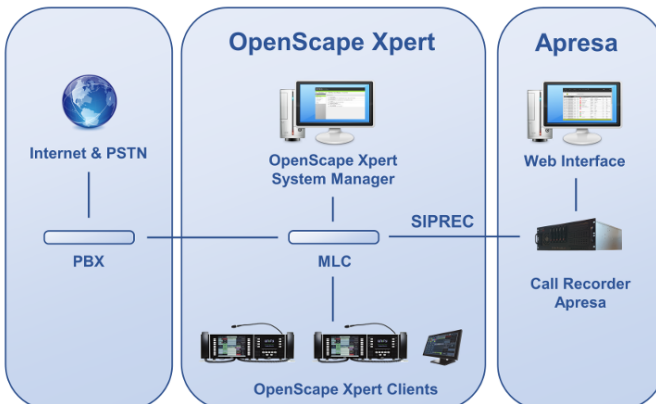 OpenScape Xpert
Apresa
Internet & PSTN
OpenScape Xpert
System Manager
Web Interface
SIPREC
PBX
MLC
Call Recorder
Apresa
OpenScape Xpert Clients